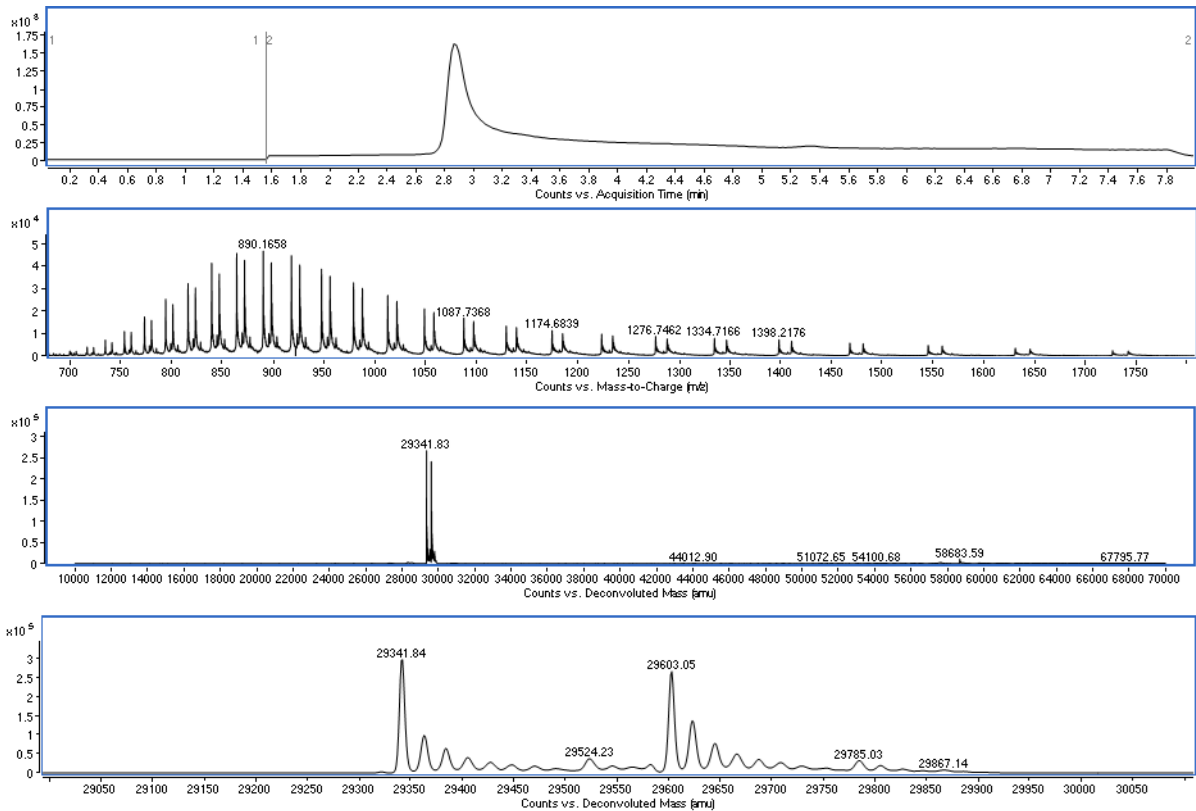 x10 8
1.75
1.5
1.25
1
0.75
0.5
0.25
0
1 1 2 2
0.2 0.4 0.6 0.8 1 1.2 1.4 1.6 1.8 2 2.2 2.4 2.6 2.8 3 3.2 3.4 3.6 3.8 4 4.2 4.4 4.6 4.8 5 5.2 5.4 5.6 5.8 6 6.2 6.4 6.6 6.8 7 7.2 7.4 7.6 7.8
Counts vs. Acquisition Time (min)
x10 4
5
4
3
2
1
0
890.1658
1087.7368
1174.6839
1276.7462 1334.7166 1398.2176
700 750 800 850 900 950 1000 1050 1100 1150 1200 1250 1300 1350 1400 1450 1500 1550 1600 1650 1700 1750
Counts vs. Mass-to-Charge (m/z)
x10 5
3
2.5
2
1.5
1
0.5
0
29341.83
44012.90 51072.65 54100.68 58683.59 67795.77
10000 12000 14000 16000 18000 20000 22000 24000 26000 28000 30000 32000 34000 36000 38000 40000 42000 44000 46000 48000 50000 52000 54000 56000 58000 60000 62000 64000 66000 68000 70000
Counts vs. Deconvoluted Mass (amu)
x10 5
3
2.5
2
1.5
1
0.5
0
29341.84
29603.05
29524.23
29785.03
29867.14
29050 29100 29150 29200 29250 29300 29350 29400 29450 29500 29550 29600 29650 29700 29750 29800 29850 29900 29950 30000 30050
Counts vs. Deconvoluted Mass (amu)